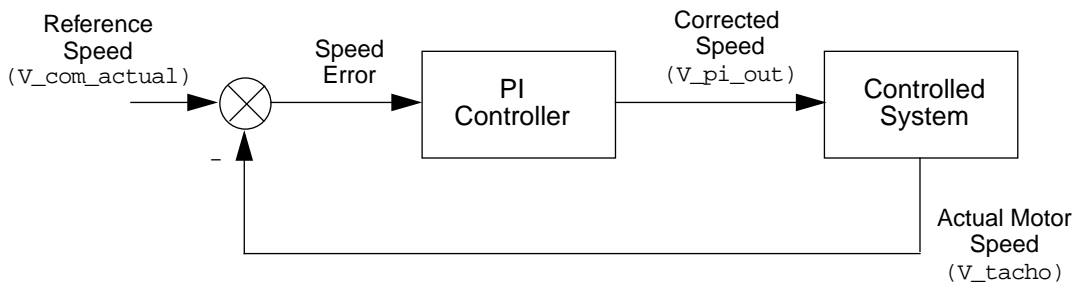 Reference
Speed
(V_com_actual)
Speed
Error
PI
Controller
Corrected
Speed
(V_pi_out)
Controlled
System
-
Actual Motor
Speed
(V_tacho)